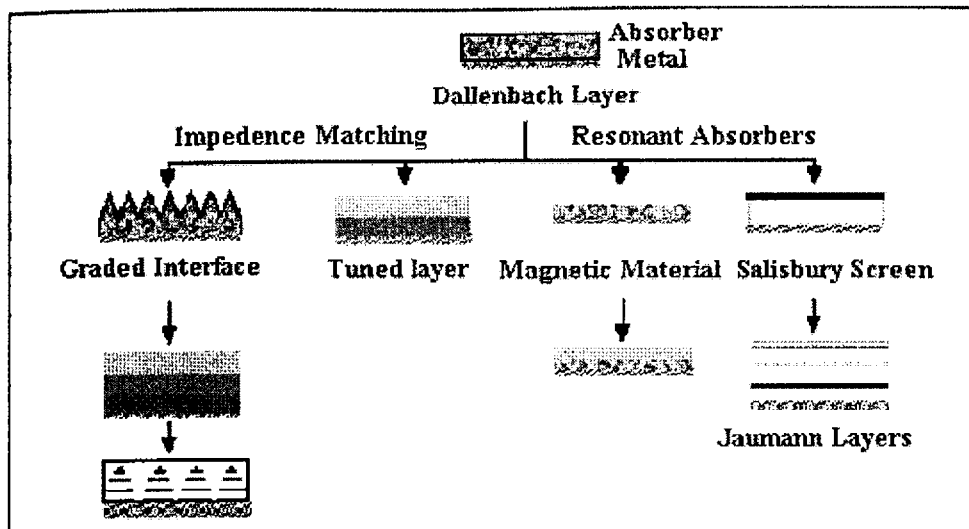 Absorber
Metal
Dallenbach Layer
Impedence Matching
Resonant Absorbers
Graded Interface
Tuned layer
Magnetic Material
Salisbury Screen
Jaumann Layers